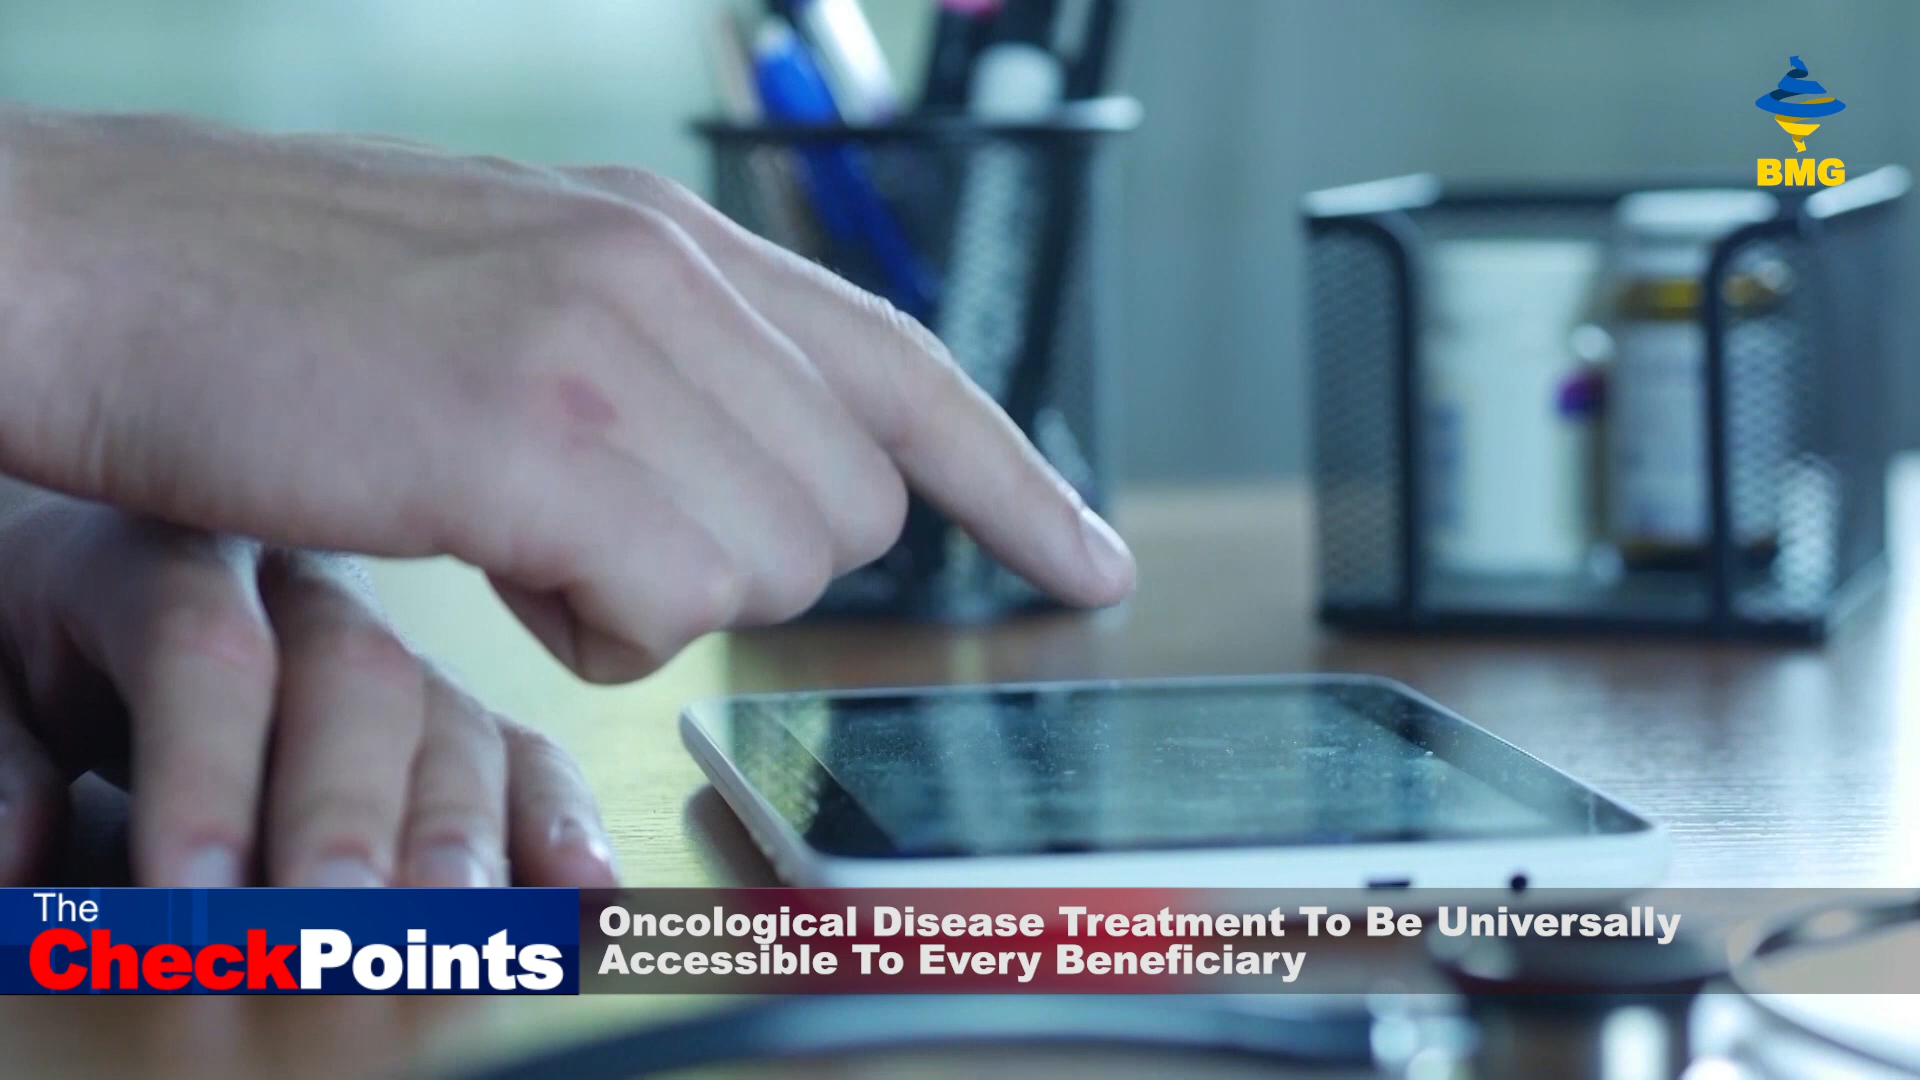 BMG
The
CheckPoints
Oncological Disease Treatment To Be Universally
Accessible To Every Beneficiary